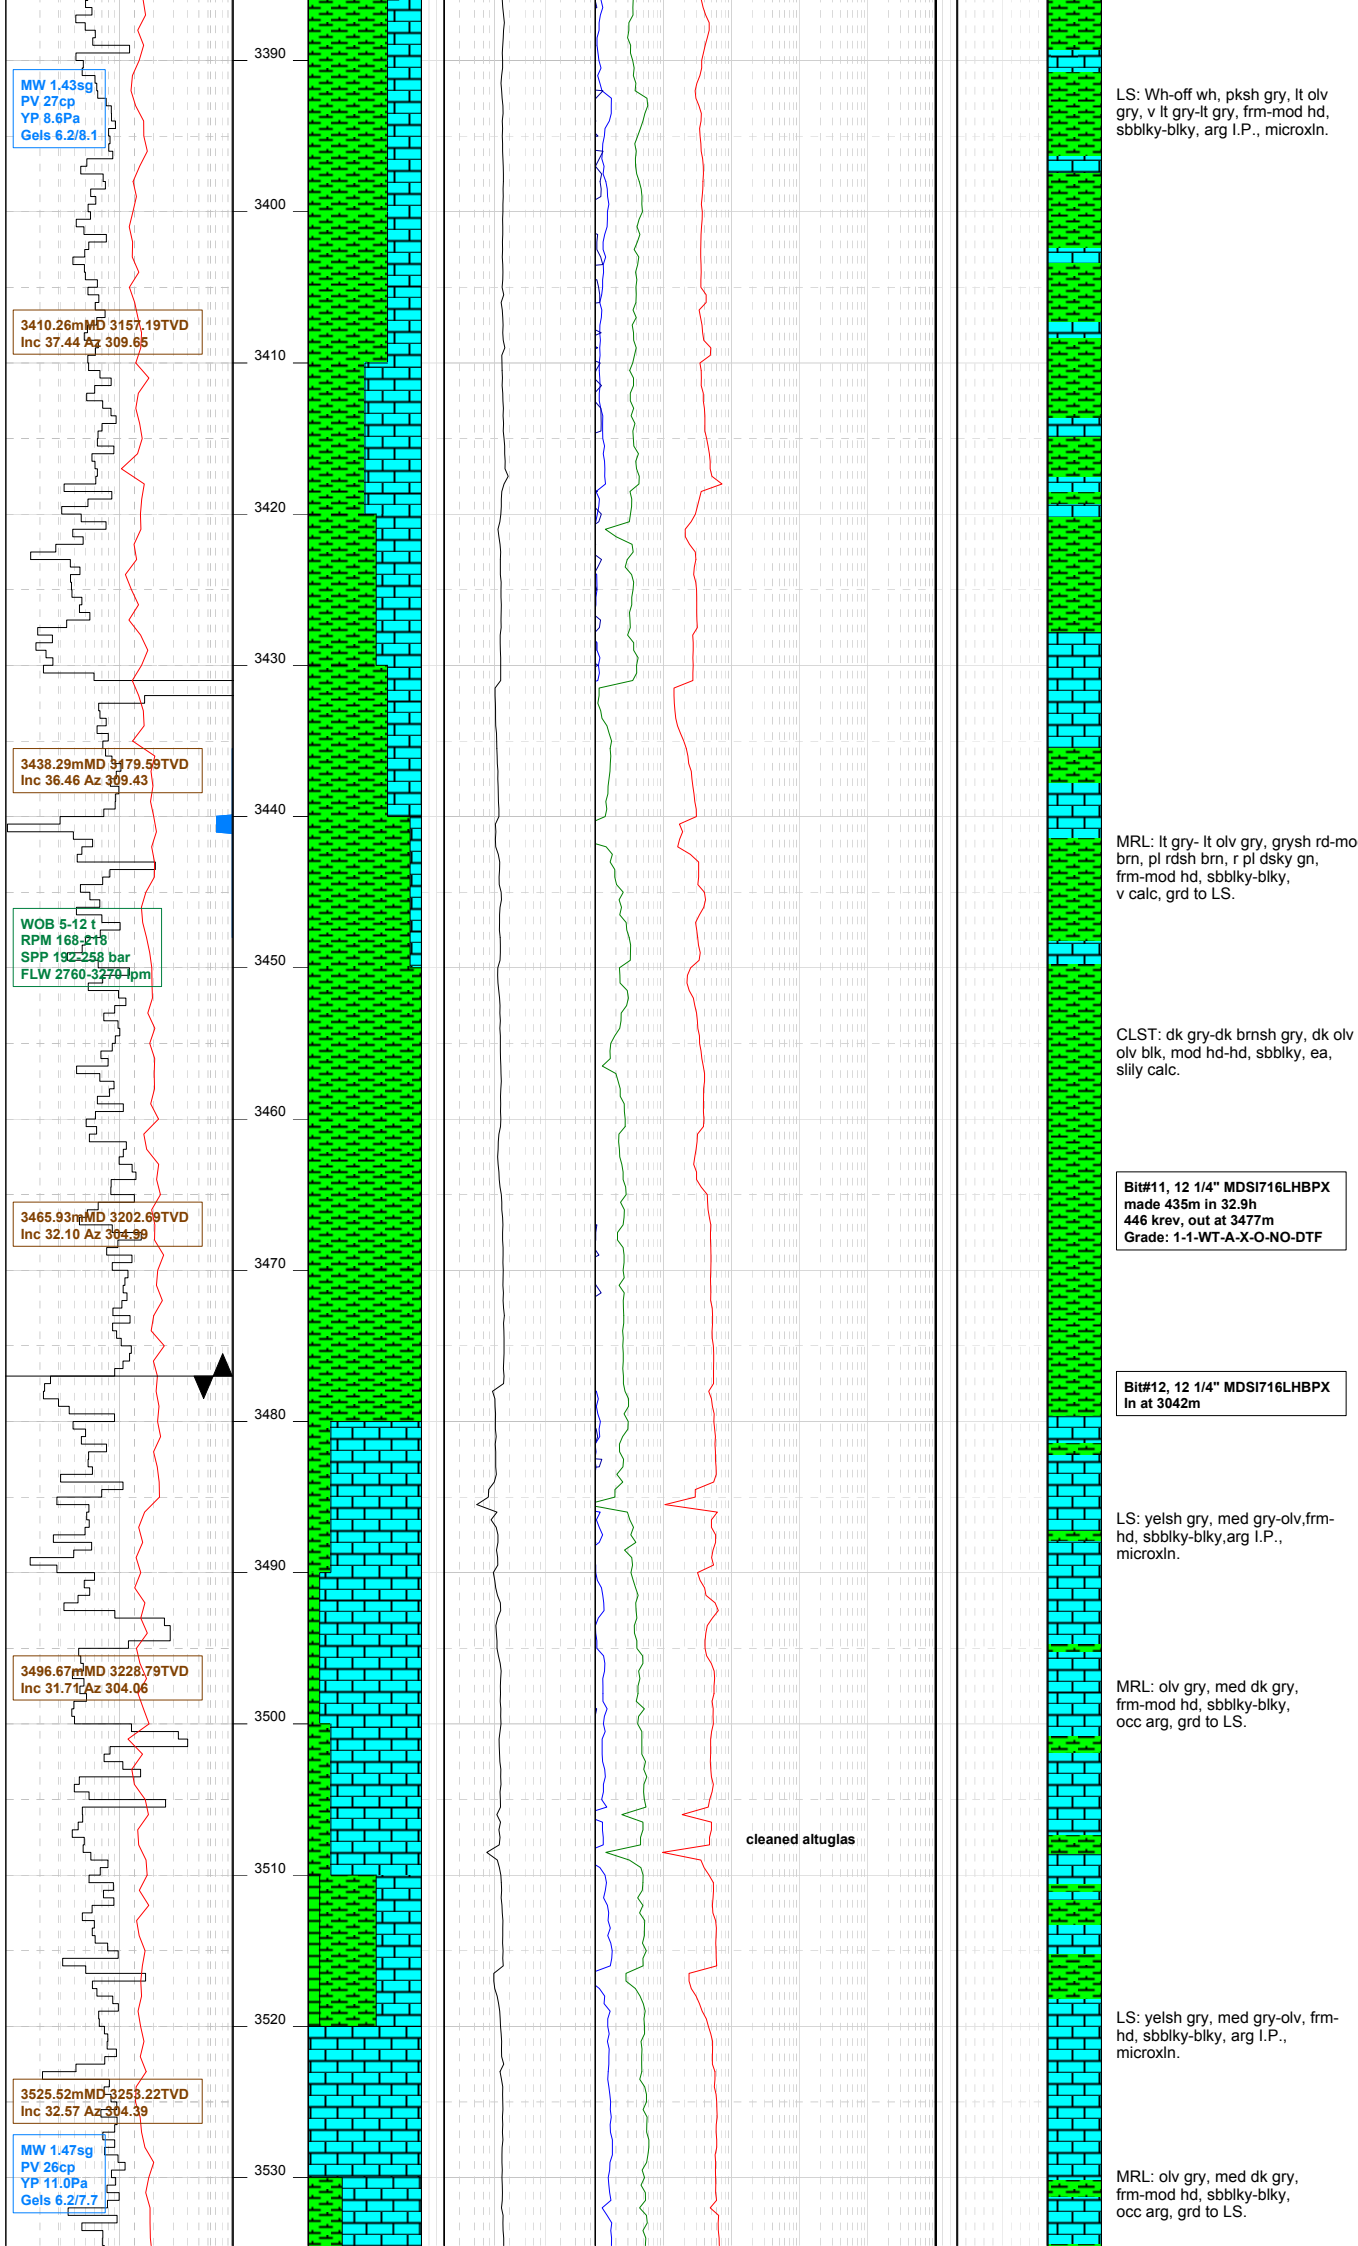 3390
MW 1.43sg
PV 27cp
YP 8.6Pa
Gels 6.2/8.1
LS: Wh-off wh, pksh gry, lt olv
gry, v lt gry-lt gry, frm-mod hd,
sbblky-blky, arg I.P., microxln.
3400
3410.26mMD 3157.19TVD
Inc 37.44 Az 309.65
3410
3420
3430
3438.29mMD 3179.59TVD
Inc 36.46 Az 309.43
3440
MRL: lt gry- lt olv gry, grysh rd-mo
brn, pl rdsh brn, r pl dsky gn,
frm-mod hd, sbblky-blky,
v calc, grd to LS.
WOB 5-12 t
RPM 168-218
SPP 192-258 bar
FLW 2760-3270 lpm
3450
CLST: dk gry-dk brnsh gry, dk olv
olv blk, mod hd-hd, sbblky, ea,
slily calc.
3460
Bit#11, 12 1/4" MDSI716LHBPX
made 435m in 32.9h
446 krev, out at 3477m
Grade: 1-1-WT-A-X-O-NO-DTF
3465.93mMD 3202.69TVD
Inc 32.10 Az 304.99
3470
Bit#12, 12 1/4" MDSI716LHBPX
In at 3042m
3480
LS: yelsh gry, med gry-olv,frm-
hd, sbblky-blky,arg I.P.,
microxln.
3490
3496.67mMD 3228.79TVD
Inc 31.71 Az 304.06
MRL: olv gry, med dk gry,
frm-mod hd, sbblky-blky,
occ arg, grd to LS.
3500
cleaned altuglas
3510
3520
LS: yelsh gry, med gry-olv, frm-
hd, sbblky-blky, arg I.P.,
microxln.
3525.52mMD 3253.22TVD
Inc 32.57 Az 304.39
MW 1.47sg
PV 26cp
YP 11.0Pa
Gels 6.2/7.7
3530
MRL: olv gry, med dk gry,
frm-mod hd, sbblky-blky,
occ arg, grd to LS.